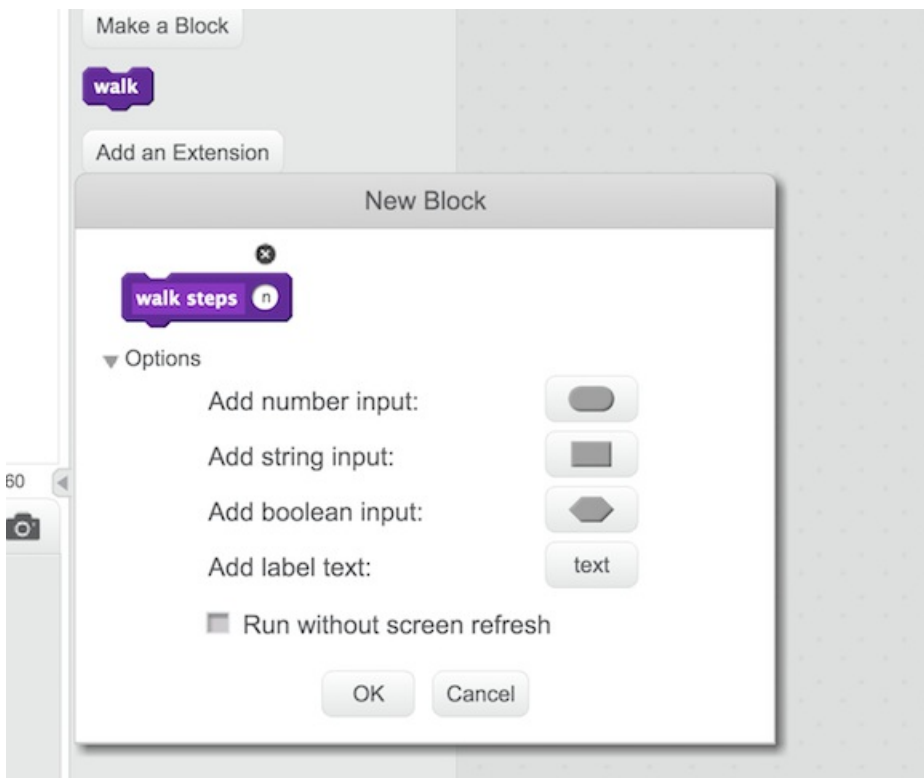 Make a Block
walk
Add an Extension
New Block
walk steps n
Options
Add number input:
Add string input:
Add boolean input:
Add label text: text
Run without screen refresh
OK Cancel
60